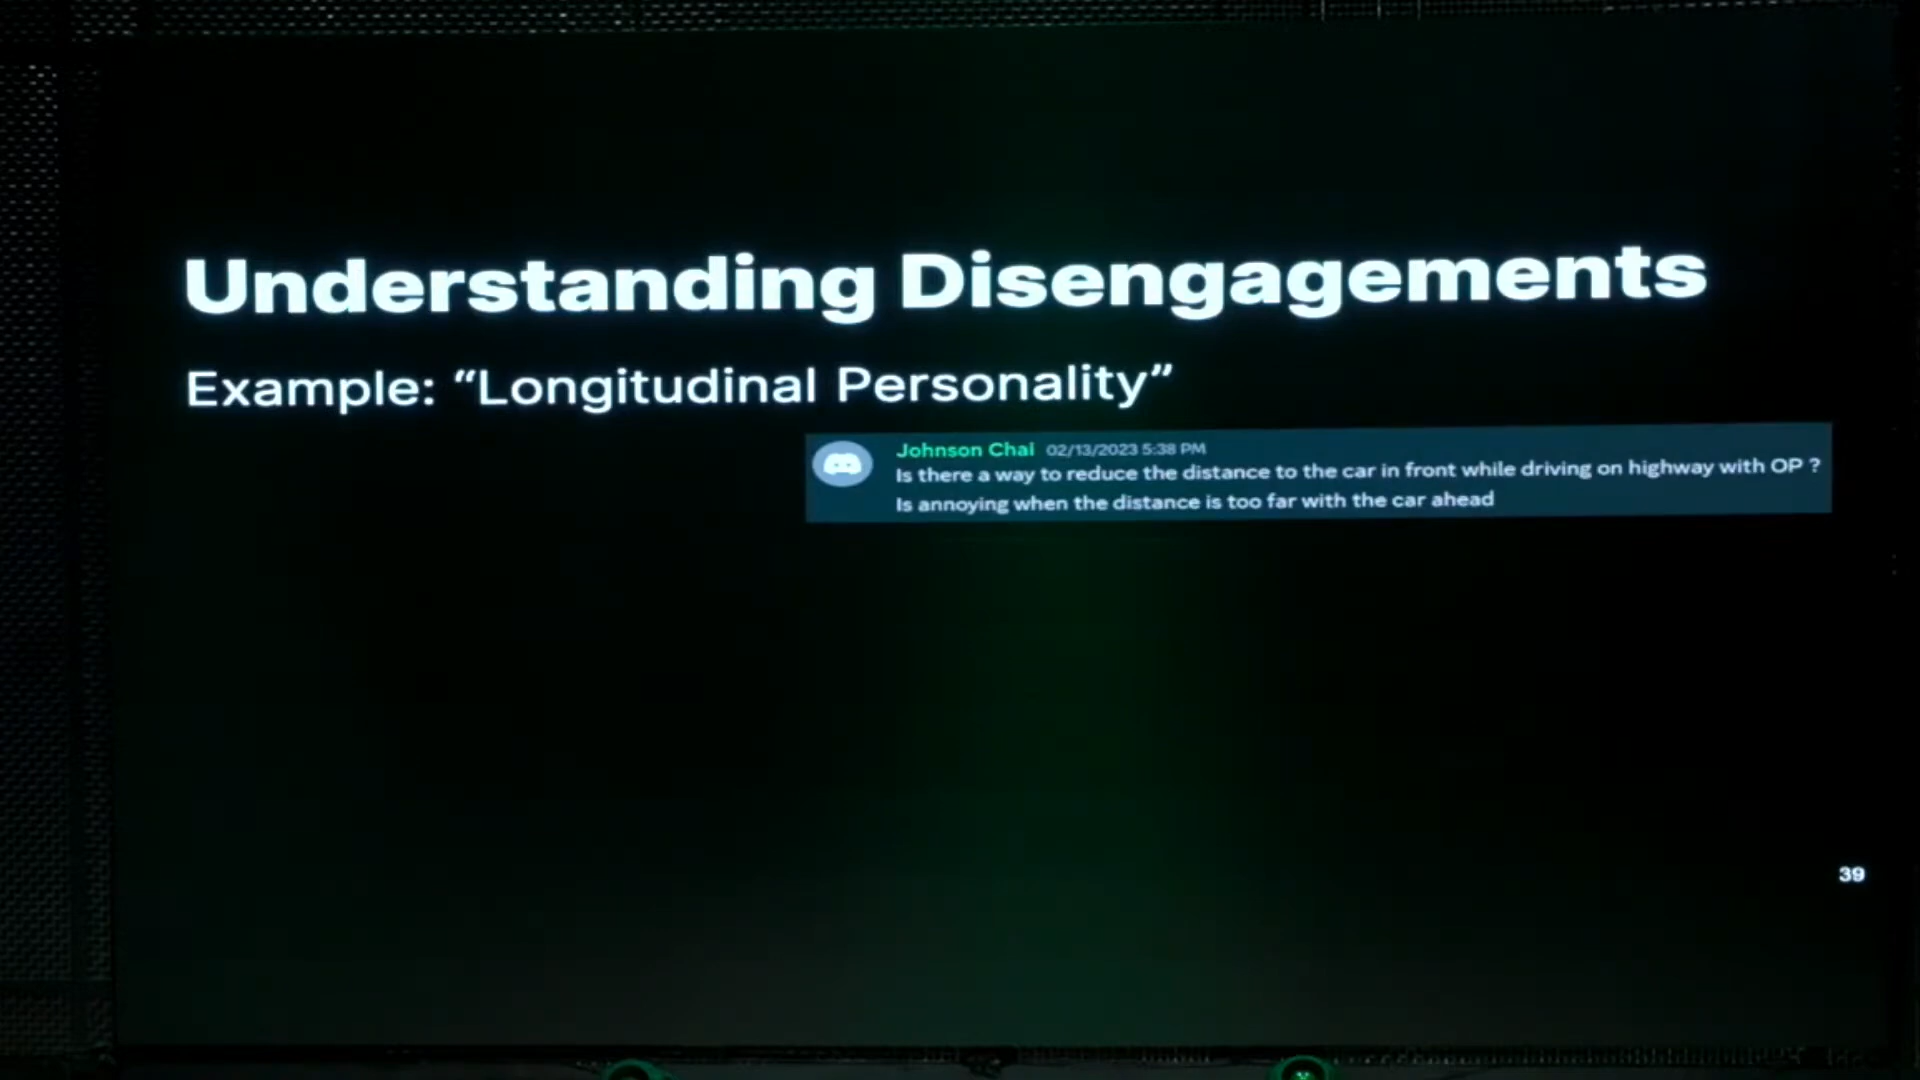 Understanding Disengagements
Example: “Longitudinal Personality”
Johnson Chai 02/13/2023 5:38 PM
Is there a way to reduce the distance to the car in front while driving on highway with OP ?
Is annoying when the distance is too far with the car ahead
39